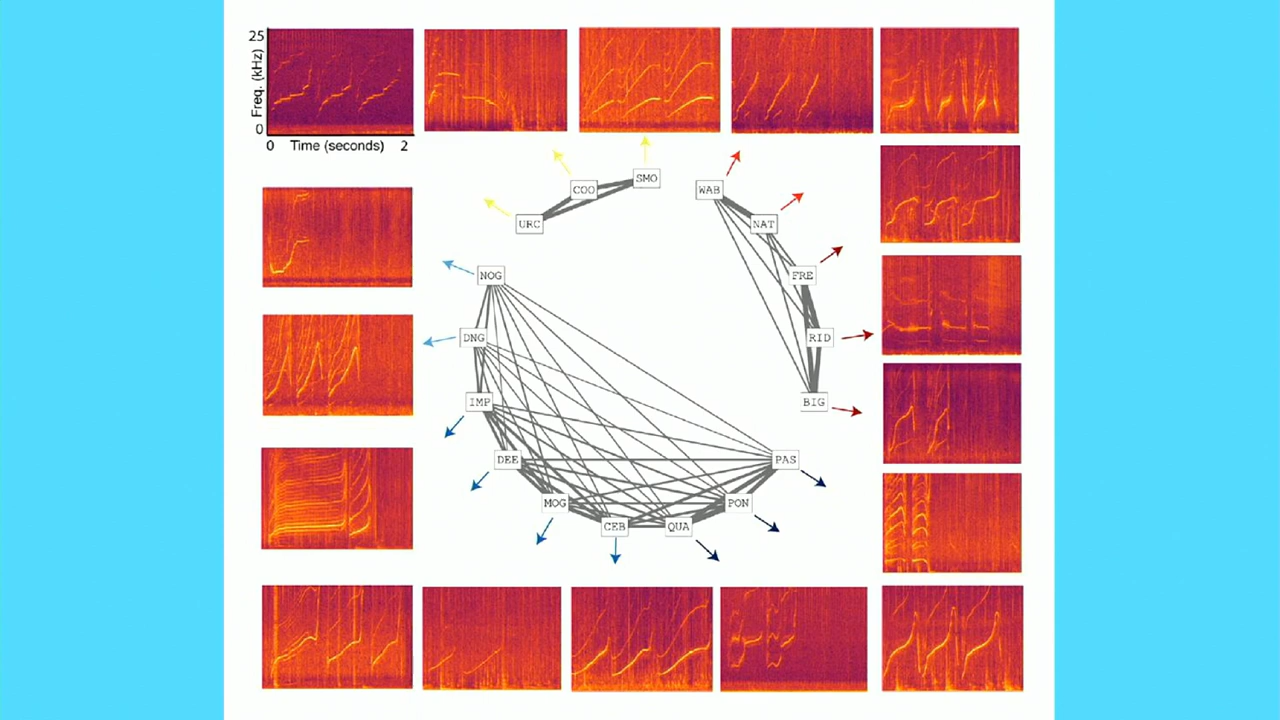 25
Freq. (kHz)
0
0 Time (seconds) 2
SMO
COO
URC
WAB
NAT
FRE
RID
BIG
NOG
DNG
IMP
DEE
MOG
CEB
QUA
PON
PAS